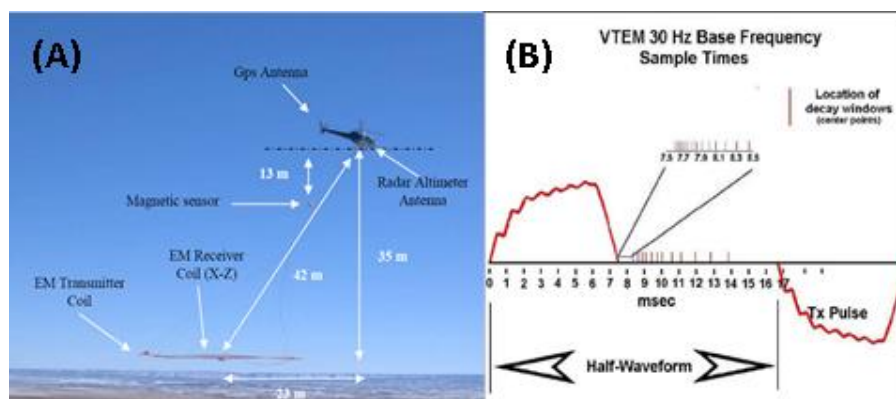 (A)
Gps Antenna
13 m
Radar Altimeter
Antenna
Magnetic sensor
EM Receiver
Coil (X-Z)
42 m
35 m
EM Transmitter
Coil
23 m
(B)
VTEM 30 Hz Base Frequency
Sample Times
Location of
decay windows
(center points)
7.5 7.7 7.9 8.1 8.3 8.5
0 1 2 3 4 5 6 7 8 9 10 11 12 13 14 15 16 17
msec
Tx Pulse
Half-Waveform